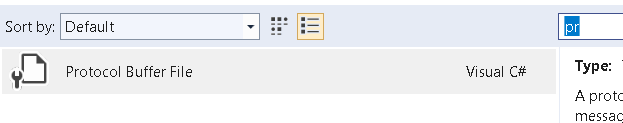 Sort by: Default
pr
Protocol Buffer File Visual C#
Type:
A proto
messag